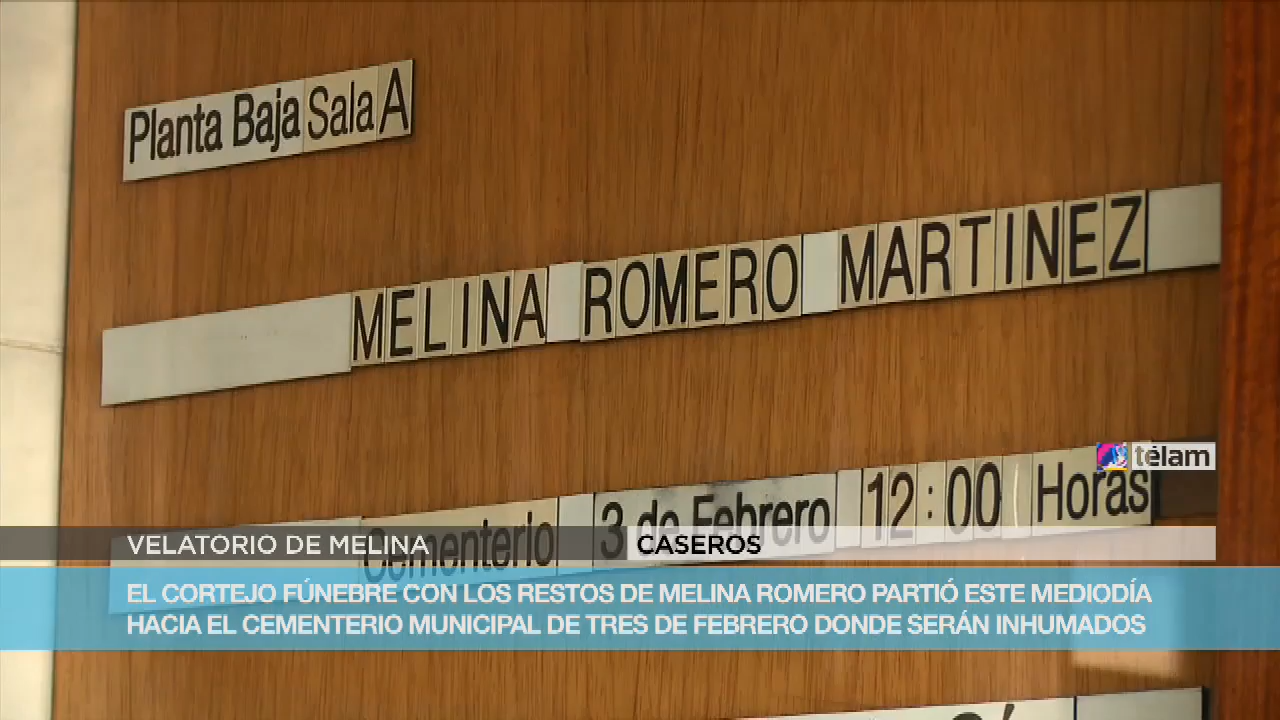 Planta Baja Sala A
MELINA ROMERO MARTINEZ
télam
Cementerio 3 de Febrero 12:00 Horas
VELATORIO DE MELINA CASEROS
EL CORTEJO FÚNEBRE CON LOS RESTOS DE MELINA ROMERO PARTIÓ ESTE MEDIODÍA
HACIA EL CEMENTERIO MUNICIPAL DE TRES DE FEBRERO DONDE SERÁN INHUMADOS